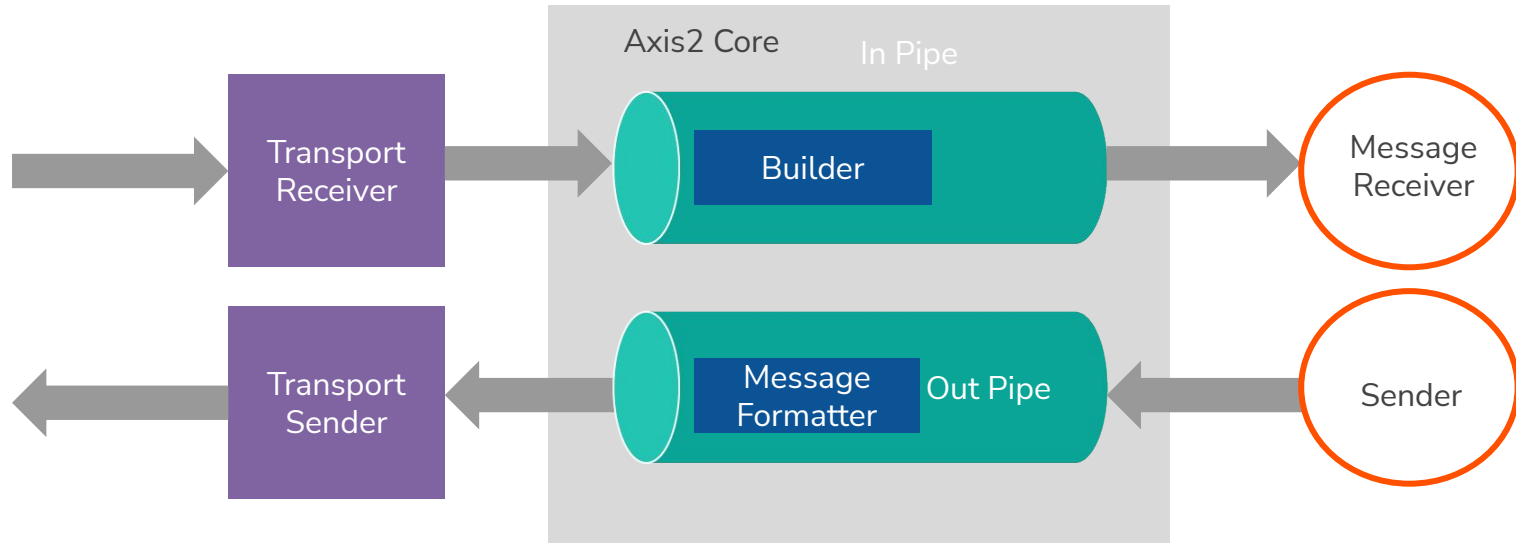 Axis2 Core
In Pipe
Transport
Receiver
Builder
Message
Receiver
Transport
Sender
Message
Formatter
Out Pipe
Sender